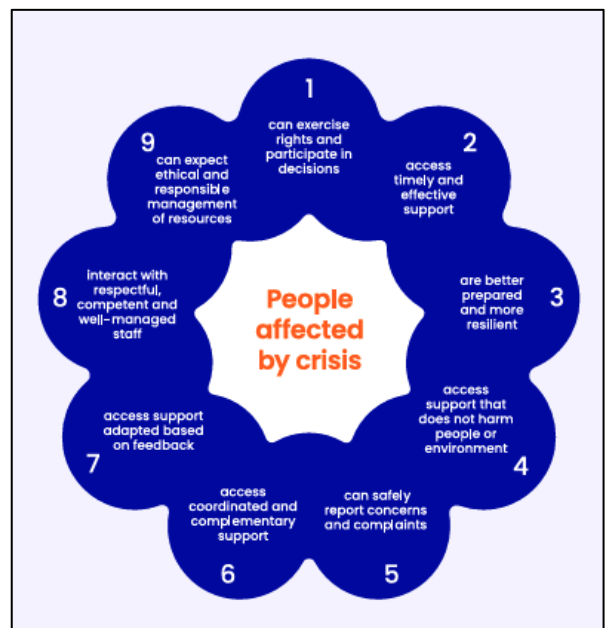 1
can exercise
rights and
participate in
decisions
2
access
timely and
effective
support
3
are better
prepared
and more
resilient
access
support that
does not harm
people or
environment
4
can safely
report concerns
and complaints
5
access
coordinated and
complementary
support
6
access support
adapted based
on feedback
7
8
interact with
respectful,
competent and
well-managed
staff
9
can expect
ethical and
responsible
management
of resources
People
affected
by crisis